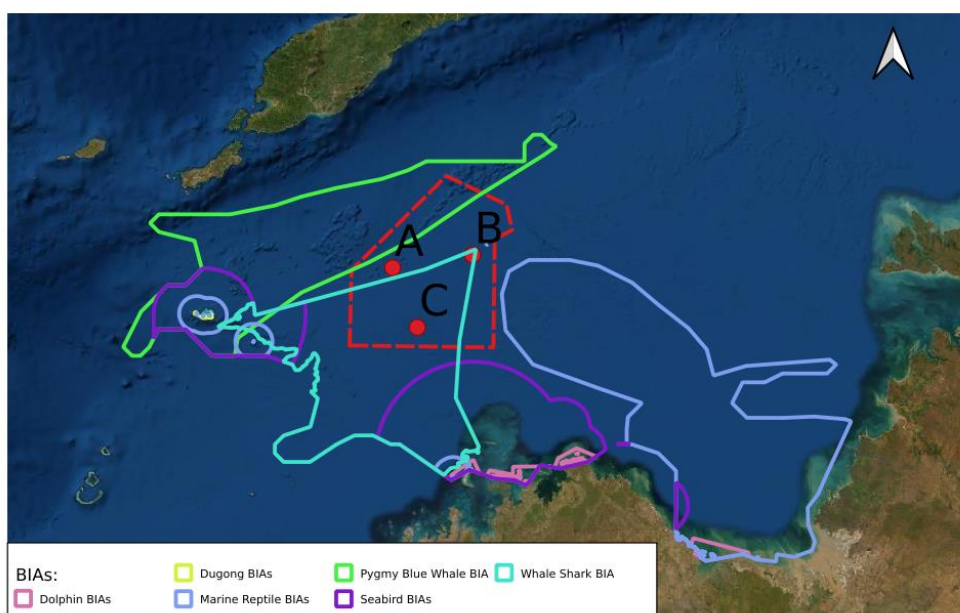 A
B
C
BIAs:
Dugong BIAs
Pygmy Blue Whale BIA
Whale Shark BIA
Dolphin BIAs
Marine Reptile BIAs
Seabird BIAs